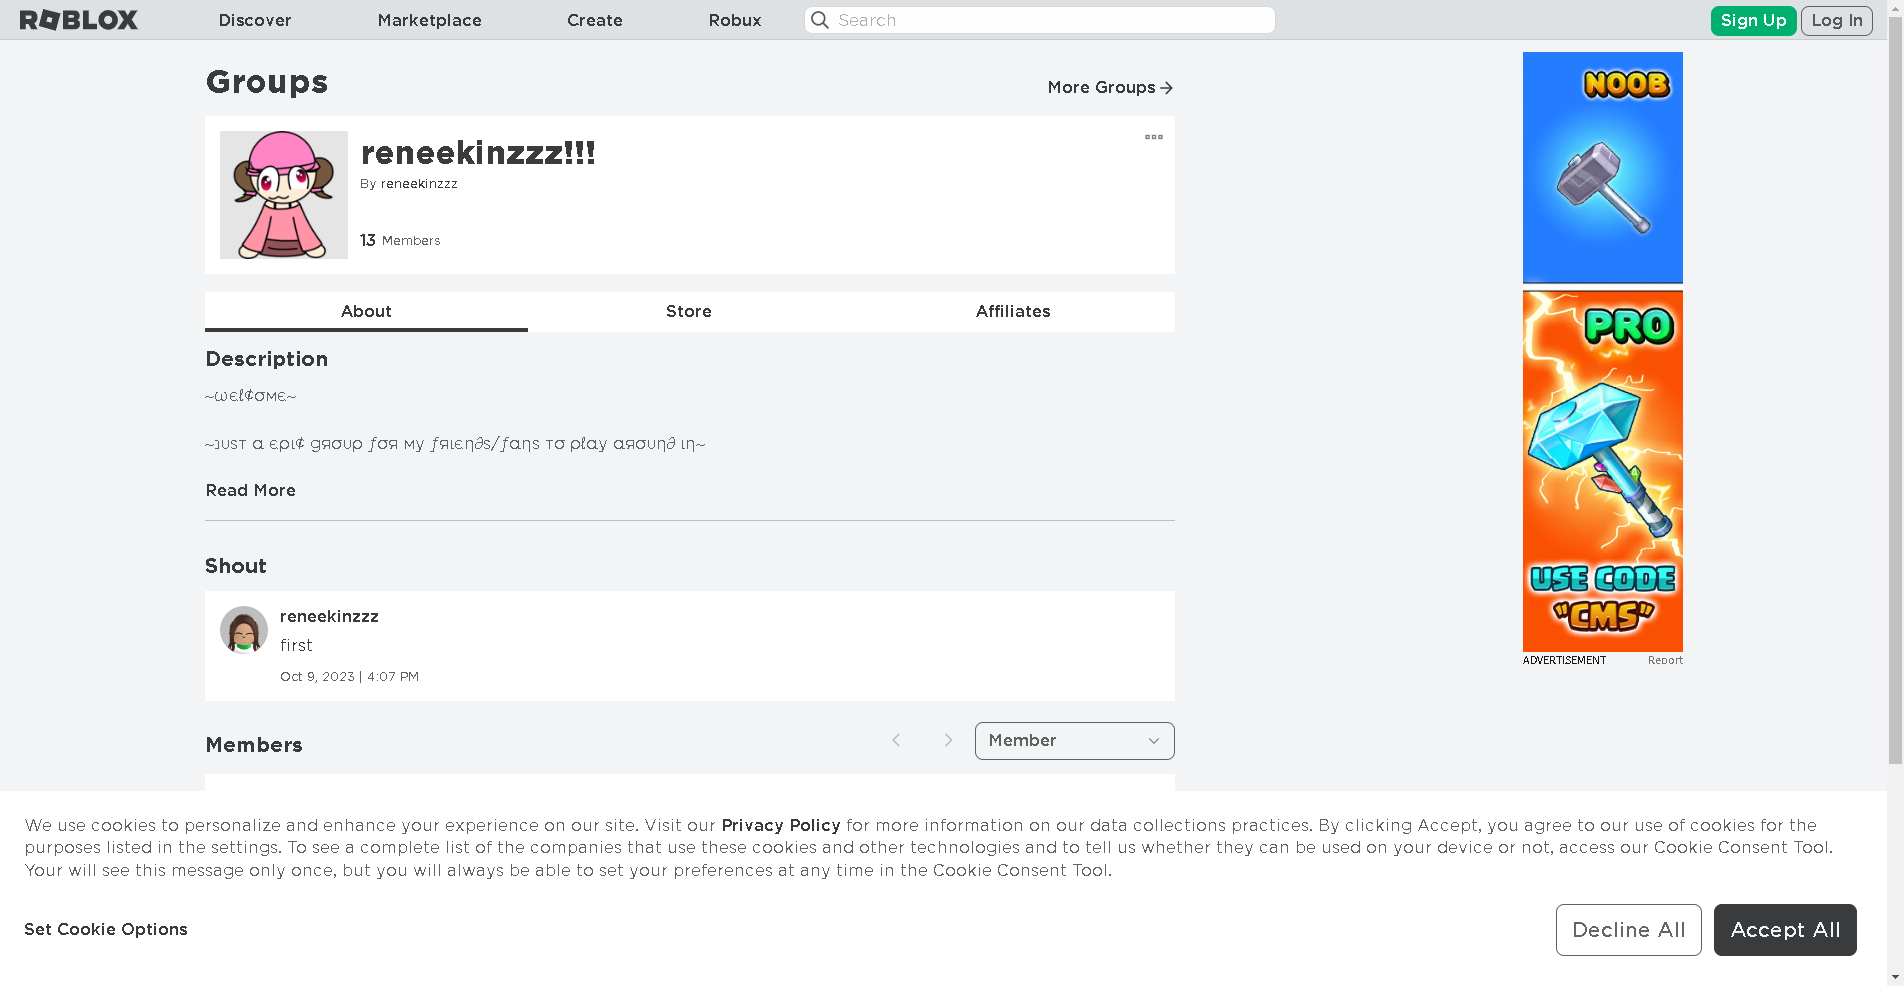 ROBLOX
Discover
Marketplace
Create
Robux
Search
Sign Up
Log In
Groups
More Groups
reneekinzzz!!!
By reneekinzzz
13 Members
About
Store
Affiliates
Description
~ωєℓ¢σмє~
~נυsт α єρι¢ gяσυρ ƒσя мy ƒяιєη∂s/ƒαηs тσ ρℓαy αяσυη∂ ιη~
Read More
Shout
reneekinzzz
first
Oct 9, 2023 | 4:07 PM
Members
Member
NOOB
PRO
USE CODE
"CMS"
ADVERTISEMENT
Report
We use cookies to personalize and enhance your experience on our site. Visit our Privacy Policy for more information on our data collections practices. By clicking Accept, you agree to our use of cookies for the
purposes listed in the settings. To see a complete list of the companies that use these cookies and other technologies and to tell us whether they can be used on your device or not, access our Cookie Consent Tool.
Your will see this message only once, but you will always be able to set your preferences at any time in the Cookie Consent Tool.
Set Cookie Options
Decline All
Accept All